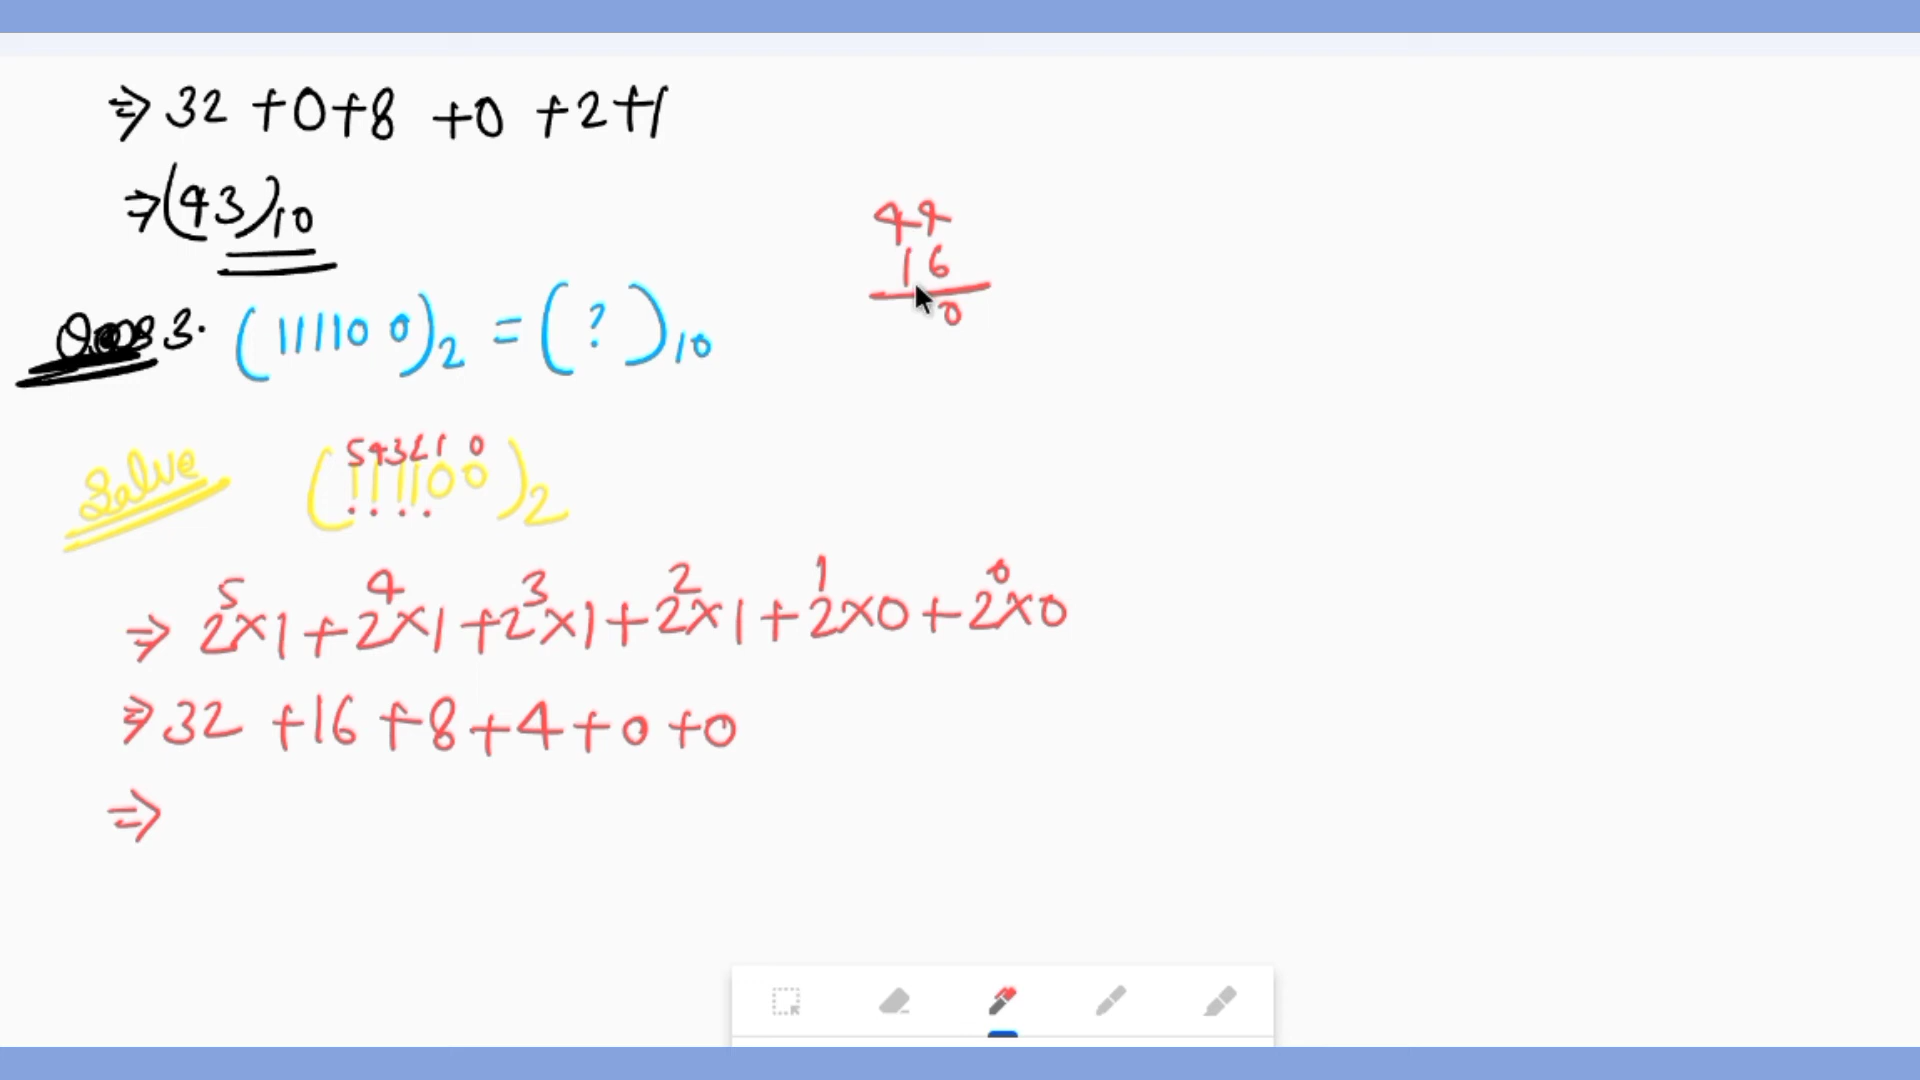 ⇒ 32 +0+8 +0 +2+1
⇒(43)10
44
16
0
Ques 3. (111100)2 = (?)10
Solve (111100)2
5 4 3 2 1 0
⇒ 2^5×1+2^4×1+2^3×1+2^2×1+2^1×0+2^0×0
⇒ 32 +16+8+4+0+0
⇒